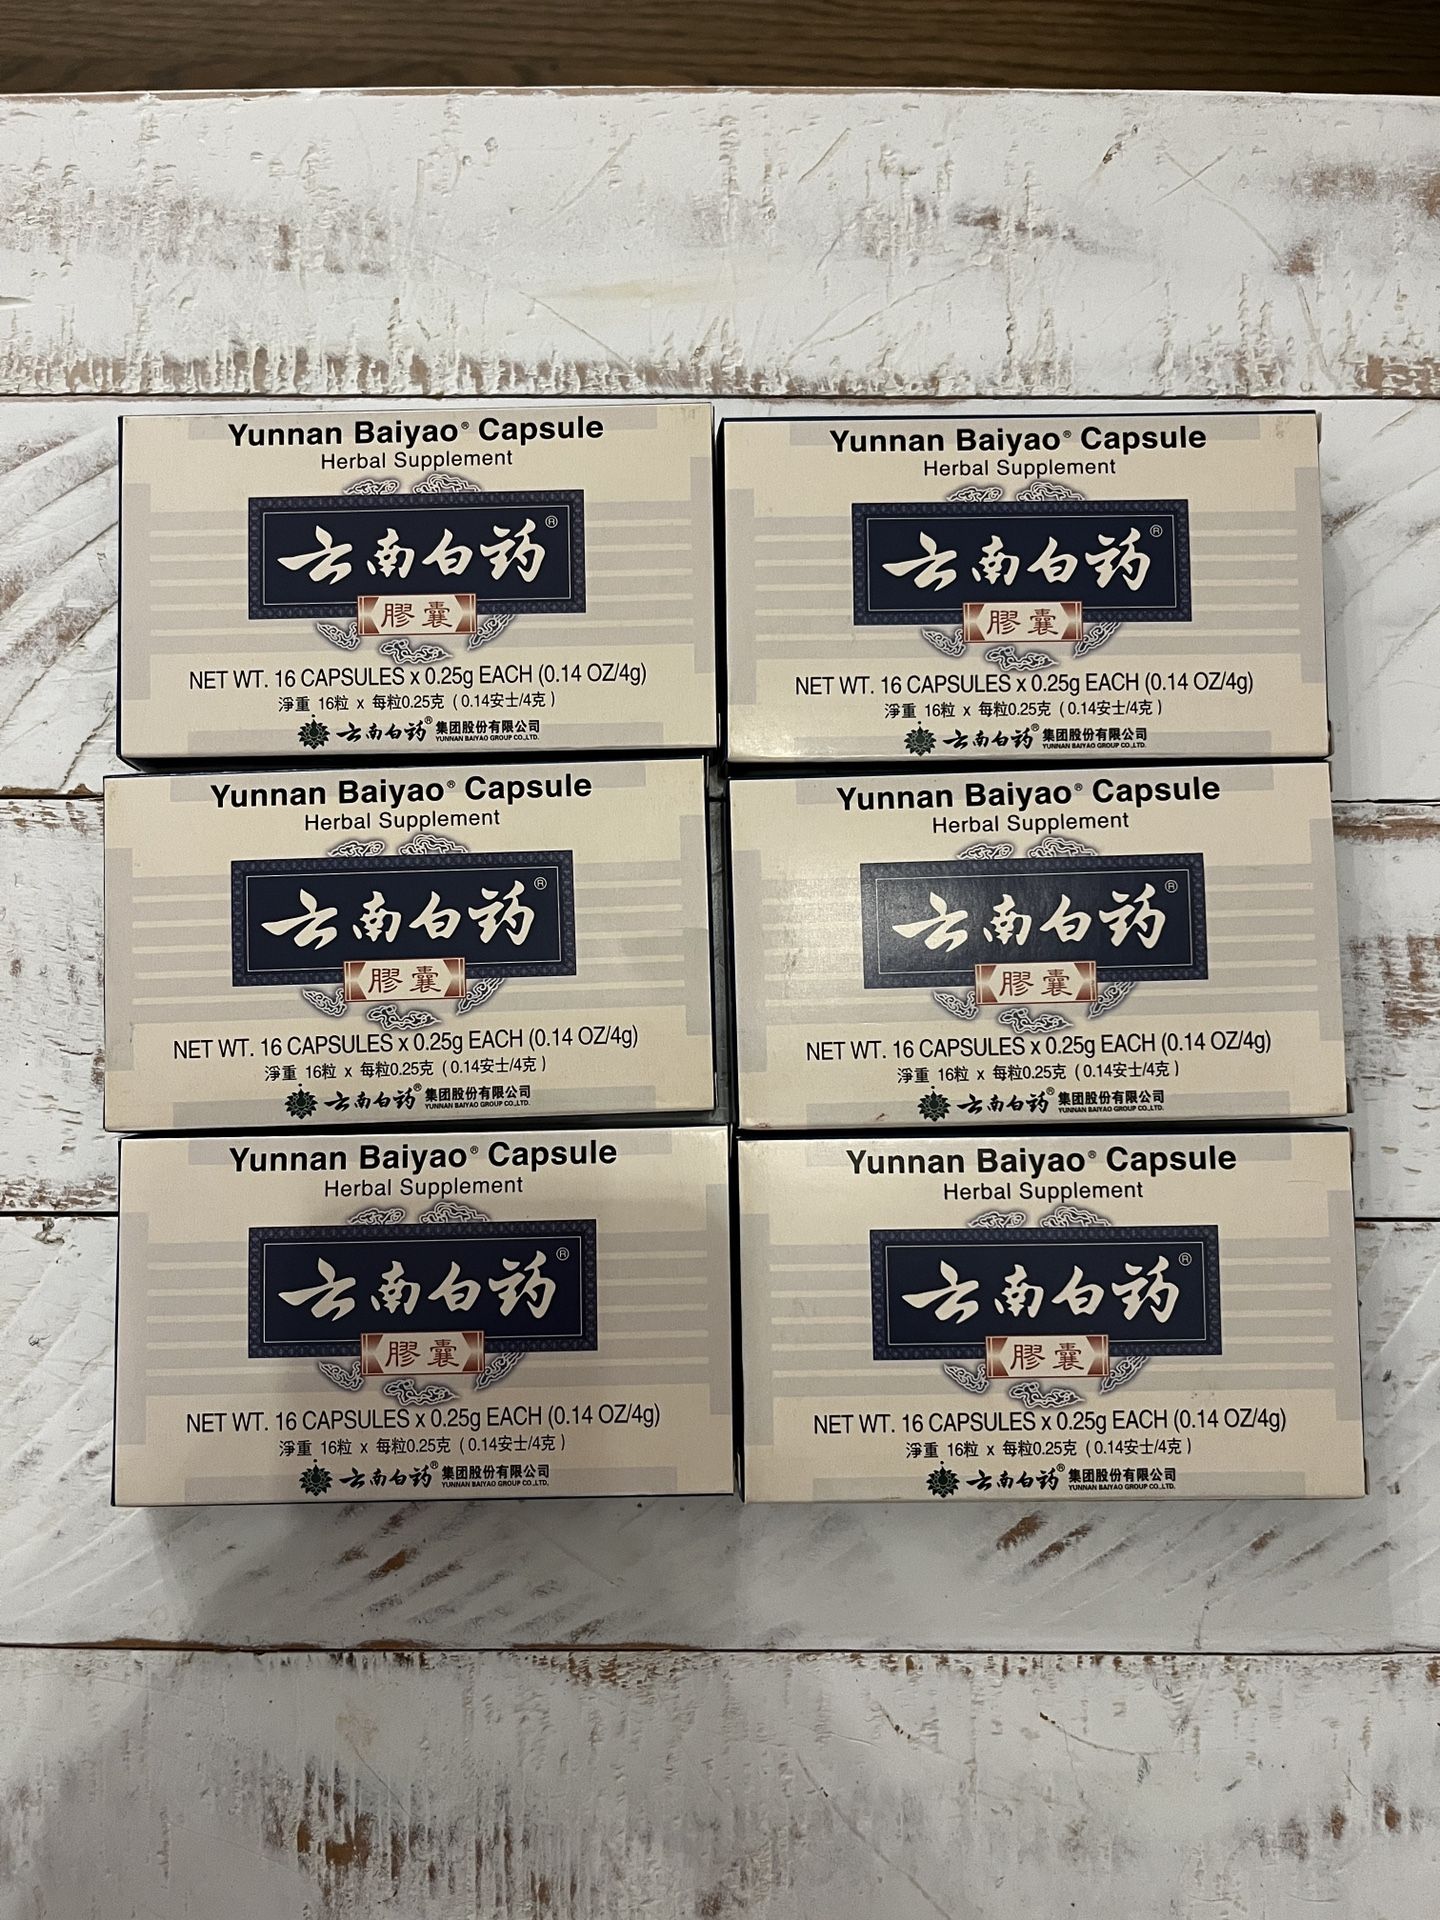 Yunnan Baiyao® Capsule
Herbal Supplement
云南白药®
膠囊
NET WT. 16 CAPSULES x 0.25g EACH (0.14 OZ/4g)
淨重 16粒 x 每粒0.25克 (0.14安士/4克)
云南白药® 集团股份有限公司
YUNNAN BAIYAO GROUP CO.,LTD.
Yunnan Baiyao® Capsule
Herbal Supplement
云南白药®
膠囊
NET WT. 16 CAPSULES x 0.25g EACH (0.14 OZ/4g)
淨重 16粒 x 每粒0.25克 (0.14安士/4克)
云南白药® 集团股份有限公司
YUNNAN BAIYAO GROUP CO.,LTD.
Yunnan Baiyao® Capsule
Herbal Supplement
云南白药®
膠囊
NET WT. 16 CAPSULES x 0.25g EACH (0.14 OZ/4g)
淨重 16粒 x 每粒0.25克 (0.14安士/4克)
云南白药® 集团股份有限公司
YUNNAN BAIYAO GROUP CO.,LTD.
Yunnan Baiyao® Capsule
Herbal Supplement
云南白药®
膠囊
NET WT. 16 CAPSULES x 0.25g EACH (0.14 OZ/4g)
淨重 16粒 x 每粒0.25克 (0.14安士/4克)
云南白药® 集团股份有限公司
YUNNAN BAIYAO GROUP CO.,LTD.
Yunnan Baiyao® Capsule
Herbal Supplement
云南白药®
膠囊
NET WT. 16 CAPSULES x 0.25g EACH (0.14 OZ/4g)
淨重 16粒 x 每粒0.25克 (0.14安士/4克)
云南白药® 集团股份有限公司
YUNNAN BAIYAO GROUP CO.,LTD.
Yunnan Baiyao® Capsule
Herbal Supplement
云南白药®
膠囊
NET WT. 16 CAPSULES x 0.25g EACH (0.14 OZ/4g)
淨重 16粒 x 每粒0.25克 (0.14安士/4克)
云南白药® 集团股份有限公司
YUNNAN BAIYAO GROUP CO.,LTD.